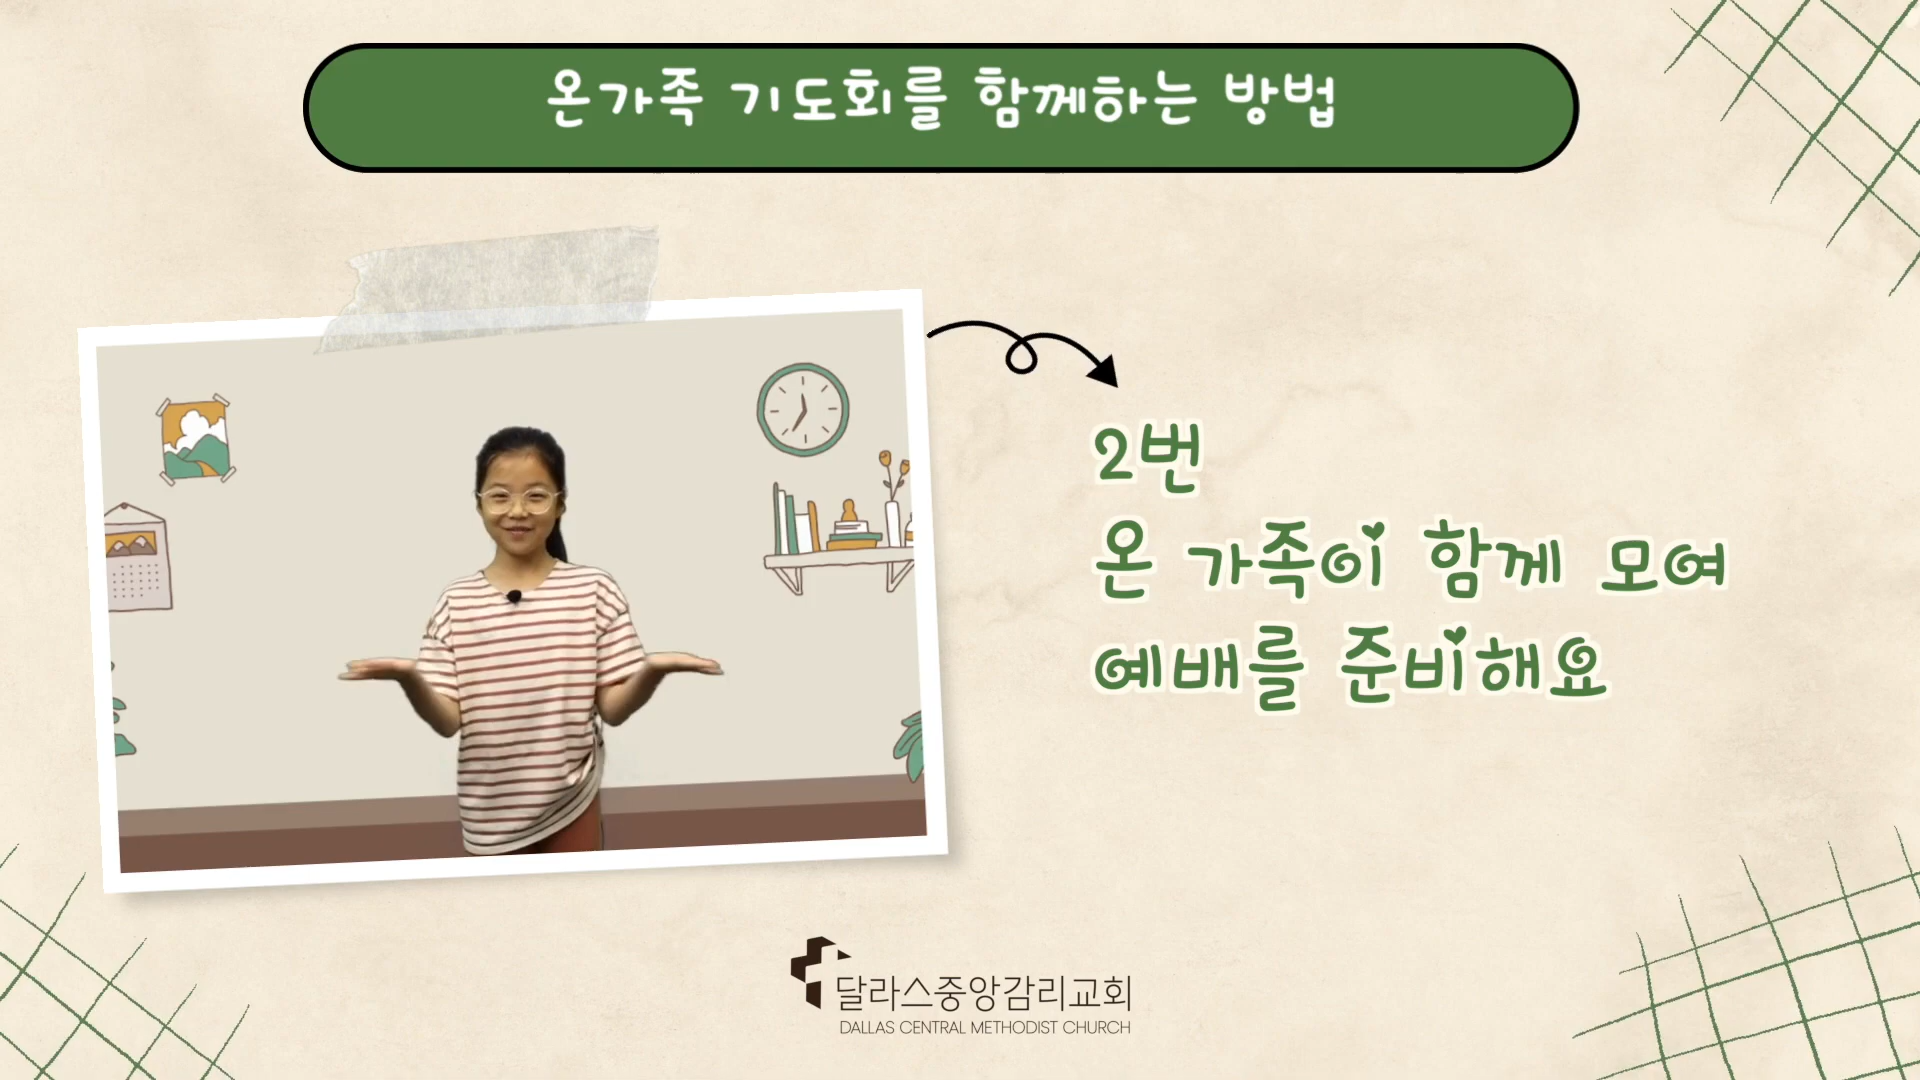 온가족 기도회를 함께하는 방법
2번
온 가족이 함께 모여
예배를 준비해요
달라스중앙감리교회
DALLAS CENTRAL METHODIST CHURCH